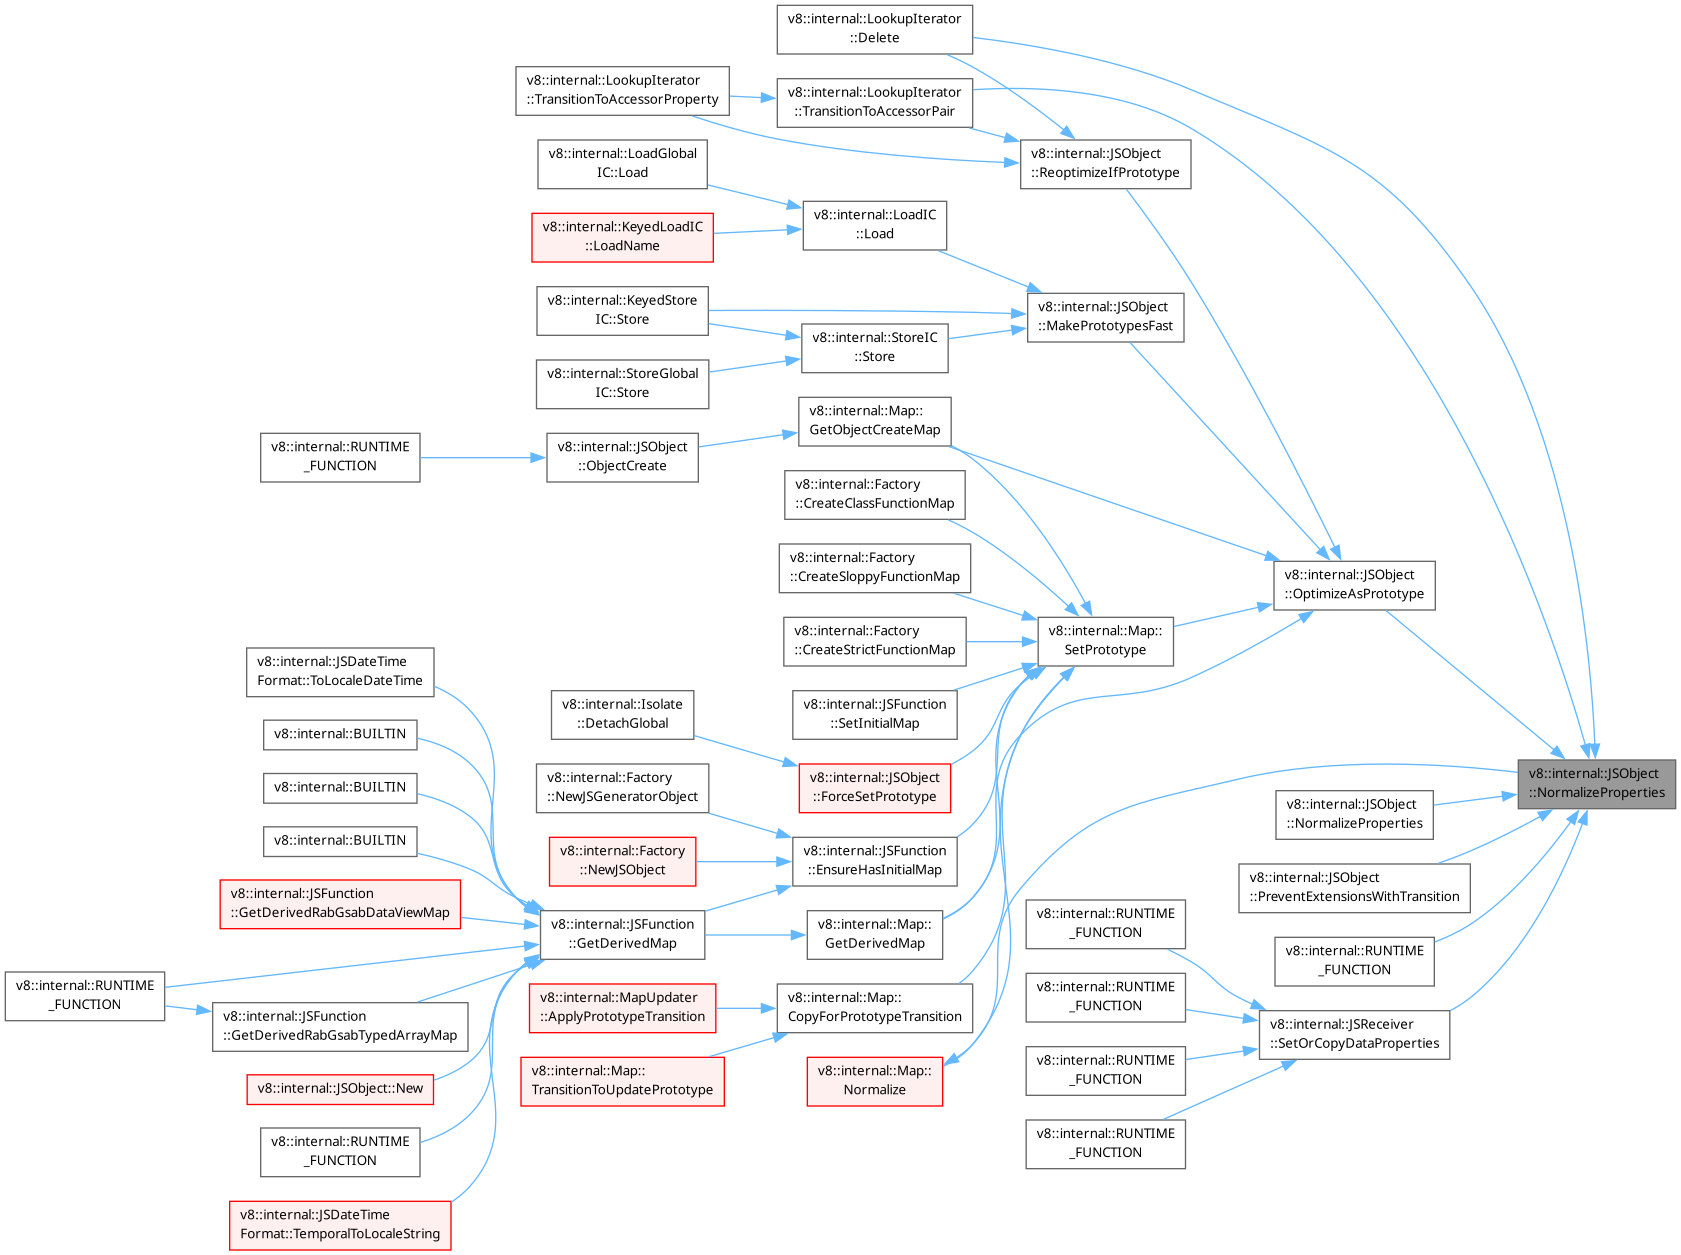 v8::internal::LookupIterator
::Delete
v8::internal::LookupIterator
::TransitionToAccessorProperty
v8::internal::LookupIterator
::TransitionToAccessorPair
v8::internal::LoadGlobal
IC::Load
v8::internal::JSObject
::ReoptimizeIfPrototype
v8::internal::KeyedLoadIC
::LoadName
v8::internal::LoadIC
::Load
v8::internal::KeyedStore
IC::Store
v8::internal::JSObject
::MakePrototypesFast
v8::internal::StoreIC
::Store
v8::internal::StoreGlobal
IC::Store
v8::internal::Map::
GetObjectCreateMap
v8::internal::RUNTIME
_FUNCTION
v8::internal::JSObject
::ObjectCreate
v8::internal::Factory
::CreateClassFunctionMap
v8::internal::Factory
::CreateSloppyFunctionMap
v8::internal::JSObject
::OptimizeAsPrototype
v8::internal::Factory
::CreateStrictFunctionMap
v8::internal::Map::
SetPrototype
v8::internal::JSDateTime
Format::ToLocaleDateTime
v8::internal::Isolate
::DetachGlobal
v8::internal::JSFunction
::SetInitialMap
v8::internal::BUILTIN
v8::internal::Factory
::NewJSGeneratorObject
v8::internal::JSObject
::ForceSetPrototype
v8::internal::JSObject
::NormalizeProperties
v8::internal::BUILTIN
v8::internal::JSObject
::NormalizeProperties
v8::internal::BUILTIN
v8::internal::Factory
::NewJSObject
v8::internal::JSFunction
::EnsureHasInitialMap
v8::internal::JSObject
::PreventExtensionsWithTransition
v8::internal::JSFunction
::GetDerivedRabGsabDataViewMap
v8::internal::JSFunction
::GetDerivedMap
v8::internal::Map::
GetDerivedMap
v8::internal::RUNTIME
_FUNCTION
v8::internal::RUNTIME
_FUNCTION
v8::internal::RUNTIME
_FUNCTION
v8::internal::JSFunction
::GetDerivedRabGsabTypedArrayMap
v8::internal::MapUpdater
::ApplyPrototypeTransition
v8::internal::Map::
CopyForPrototypeTransition
v8::internal::RUNTIME
_FUNCTION
v8::internal::JSReceiver
::SetOrCopyDataProperties
v8::internal::JSObject::New
v8::internal::Map::
TransitionToUpdatePrototype
v8::internal::Map::
Normalize
v8::internal::RUNTIME
_FUNCTION
v8::internal::RUNTIME
_FUNCTION
v8::internal::RUNTIME
_FUNCTION
v8::internal::JSDateTime
Format::TemporalToLocaleString